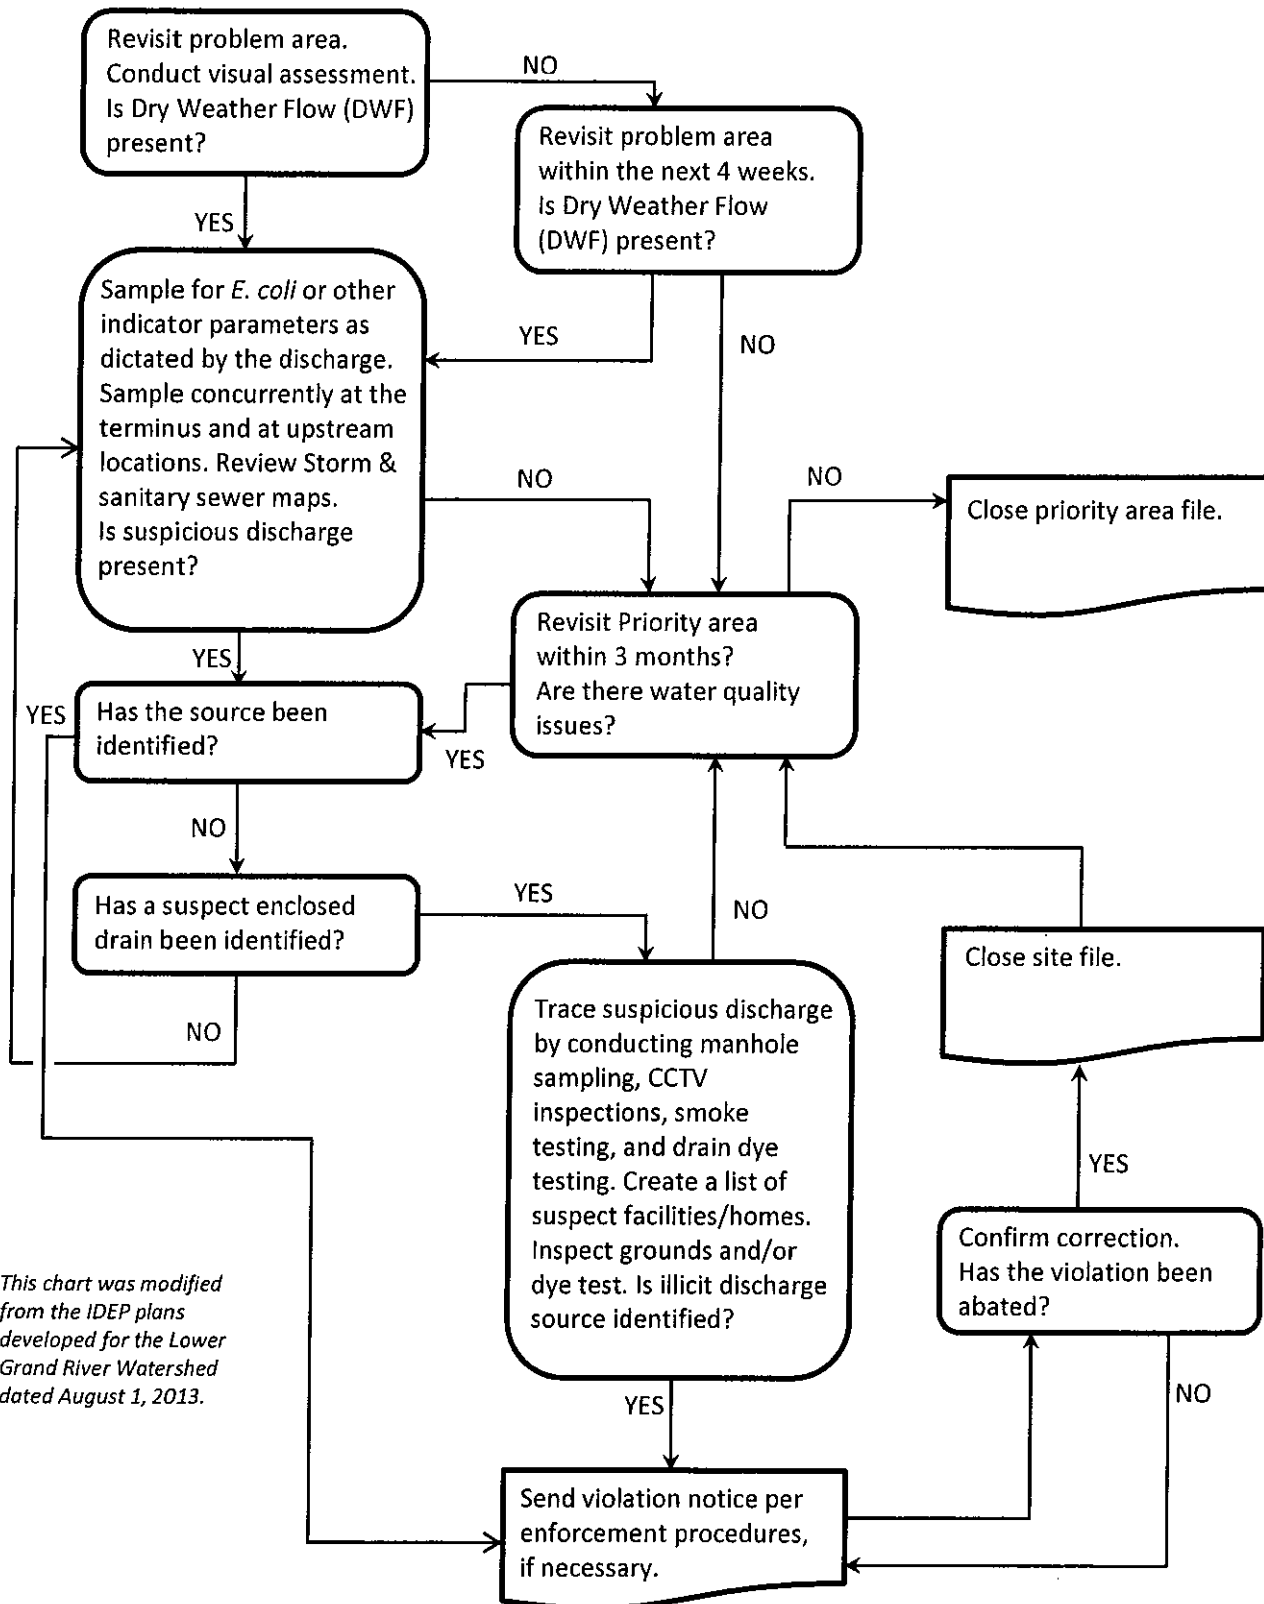 Revisit problem area.
Conduct visual assessment.
Is Dry Weather Flow (DWF)
present?
NO
Revisit problem area
within the next 4 weeks.
Is Dry Weather Flow
(DWF) present?
YES
Sample for E. coli or other
indicator parameters as
dictated by the discharge.
Sample concurrently at the
terminus and at upstream
locations. Review Storm &
sanitary sewer maps.
Is suspicious discharge
present?
YES
NO
NO
NO
Close priority area file.
Revisit Priority area
within 3 months?
Are there water quality
issues?
YES
YES
Has the source been
identified?
YES
NO
Has a suspect enclosed
drain been identified?
YES
NO
NO
Close site file.
Trace suspicious discharge
by conducting manhole
sampling, CCTV
inspections, smoke
testing, and drain dye
testing. Create a list of
suspect facilities/homes.
Inspect grounds and/or
dye test. Is illicit discharge
source identified?
YES
Confirm correction.
Has the violation been
abated?
NO
YES
This chart was modified
from the IDEP plans
developed for the Lower
Grand River Watershed
dated August 1, 2013.
Send violation notice per
enforcement procedures,
if necessary.